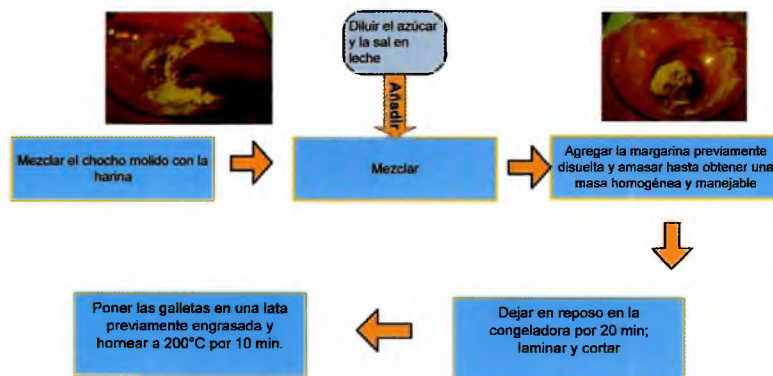 Diluir el azúcar
y la sal en
leche
Añadir
Mezclar el chocho molido con la
harina
Mezclar
Agregar la margarina previamente
disuelta y amasar hasta obtener una
masa homogénea y manejable
Dejar en reposo en la
congeladora por 20 min;
laminar y cortar
Poner las galletas en una lata
previamente engrasada y
hornear a 200°C por 10 min.